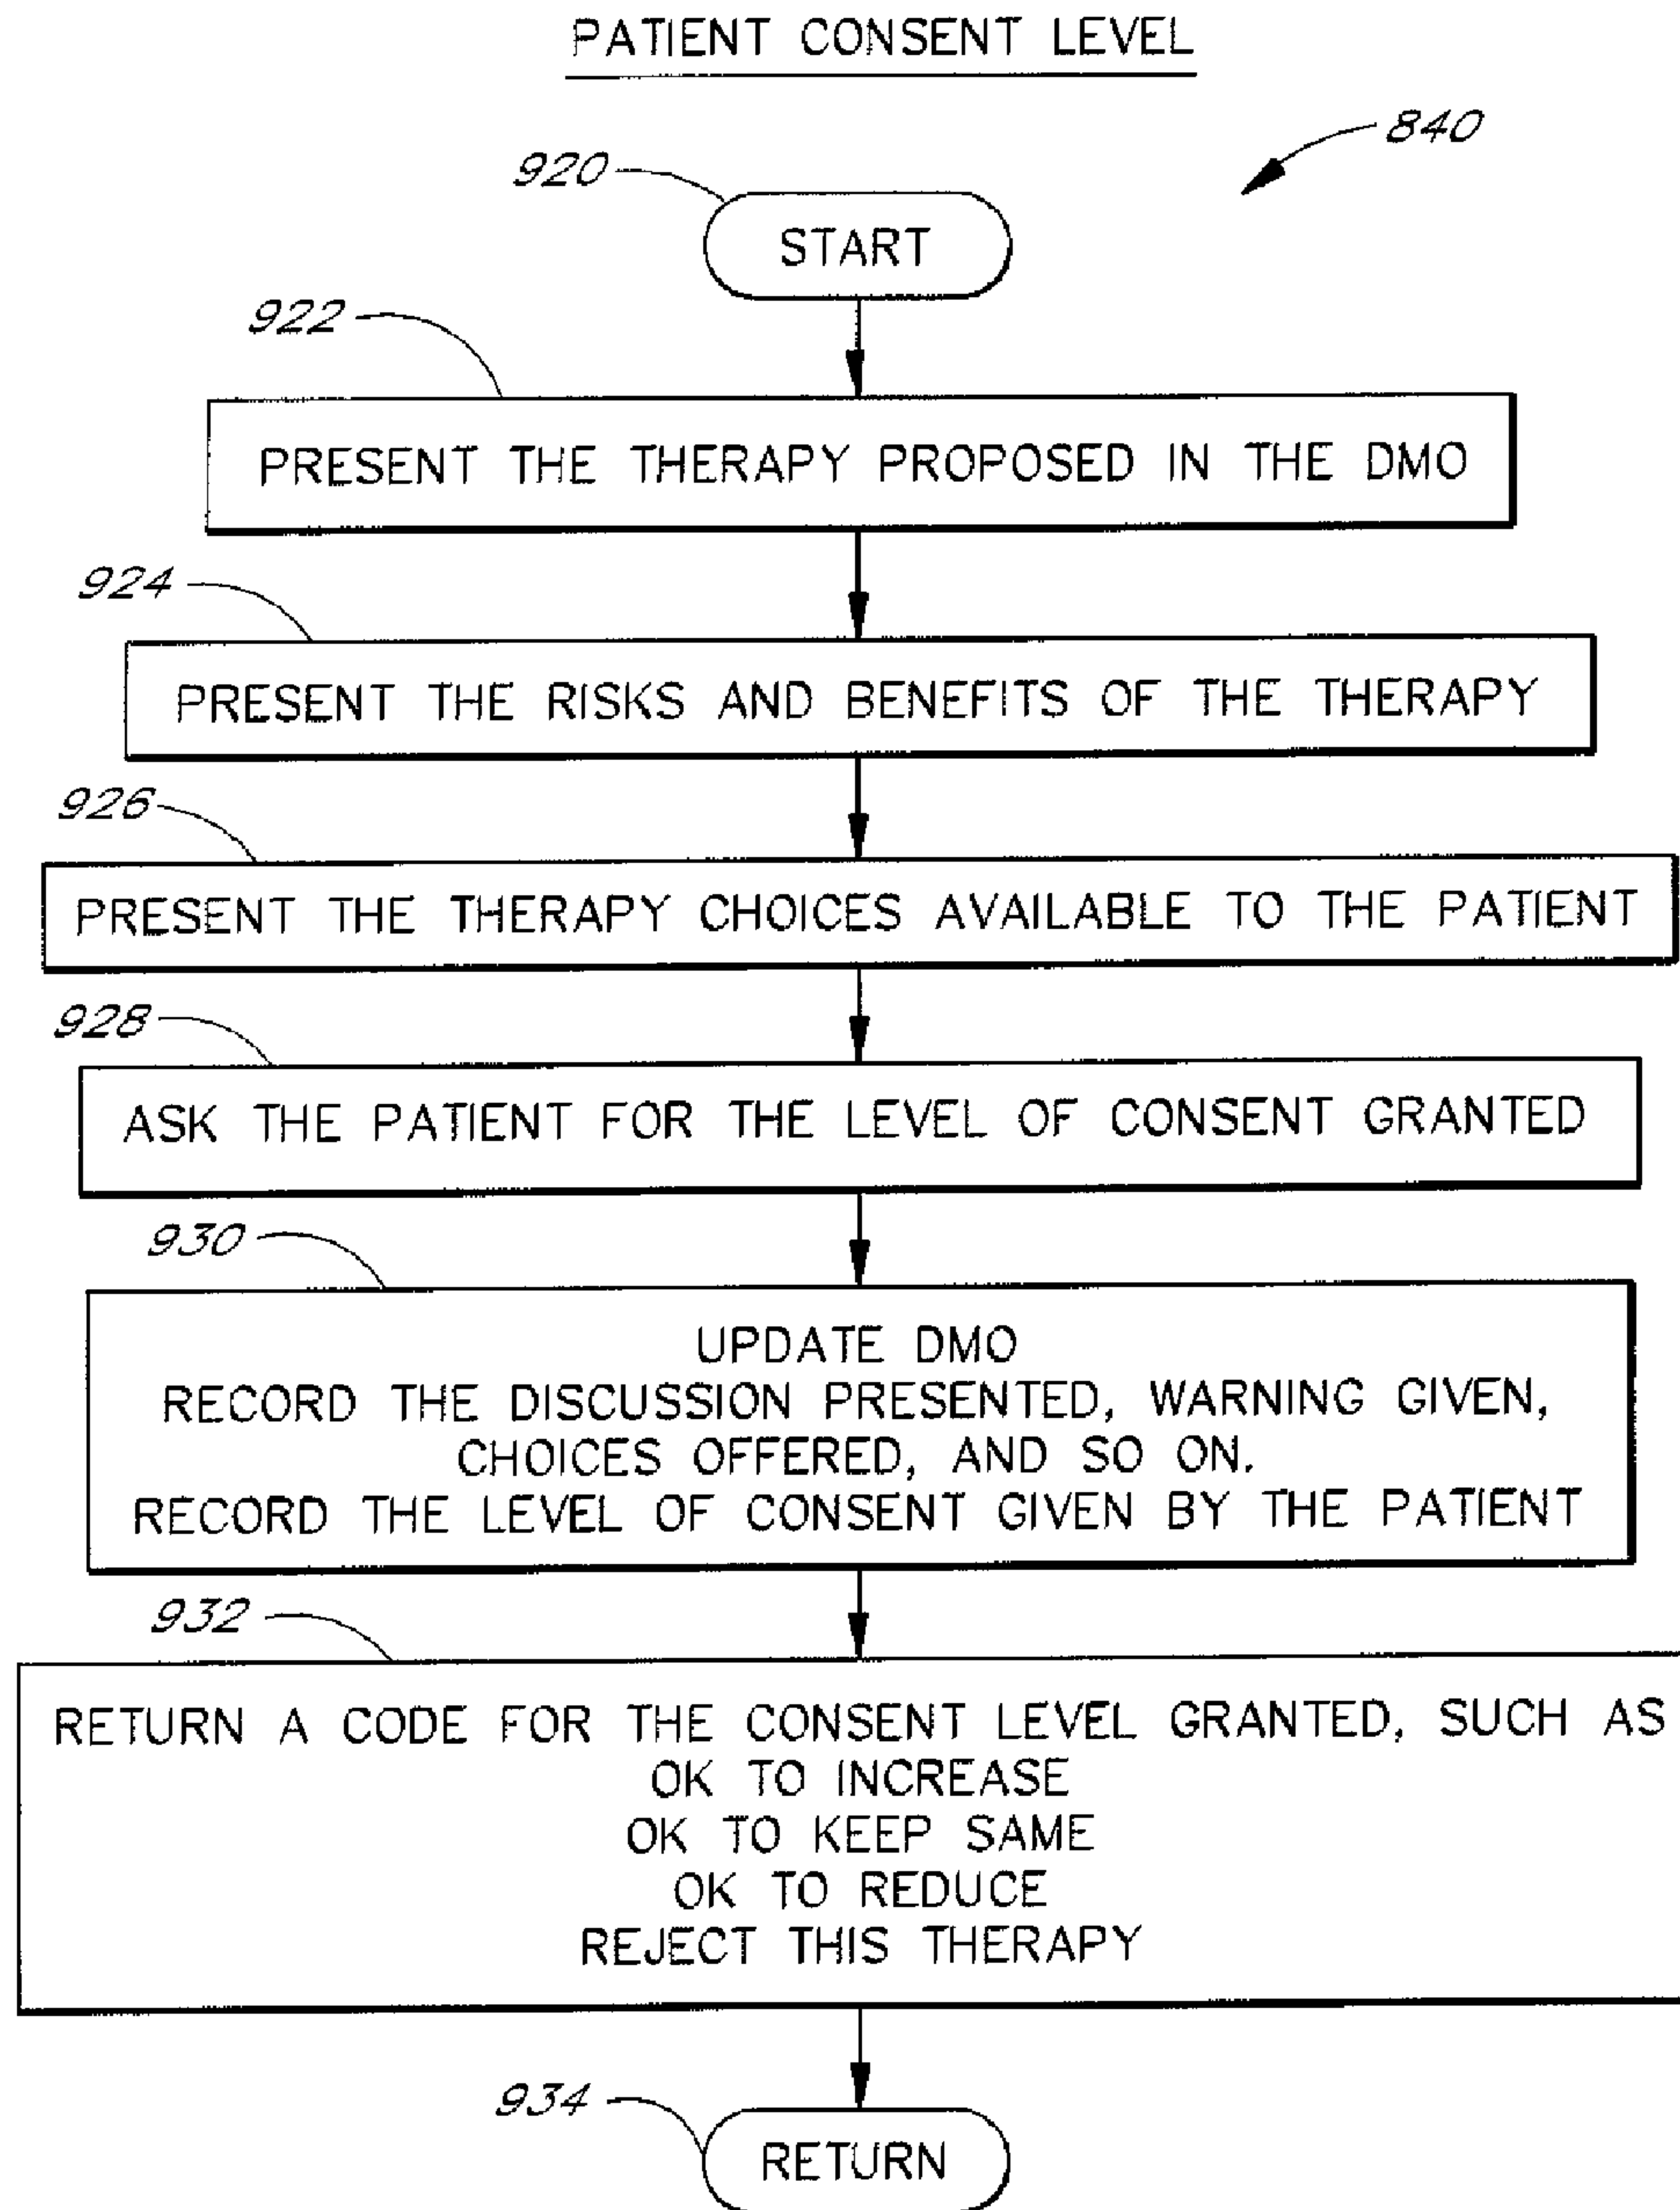 PATIENT CONSENT LEVEL
840
920
START
922
PRESENT THE THERAPY PROPOSED IN THE DMO
924
PRESENT THE RISKS AND BENEFITS OF THE THERAPY
926
PRESENT THE THERAPY CHOICES AVAILABLE TO THE PATIENT
928
ASK THE PATIENT FOR THE LEVEL OF CONSENT GRANTED
930
UPDATE DMO
RECORD THE DISCUSSION PRESENTED, WARNING GIVEN,
CHOICES OFFERED, AND SO ON.
RECORD THE LEVEL OF CONSENT GIVEN BY THE PATIENT
932
RETURN A CODE FOR THE CONSENT LEVEL GRANTED, SUCH AS
OK TO INCREASE
OK TO KEEP SAME
OK TO REDUCE
REJECT THIS THERAPY
934
RETURN